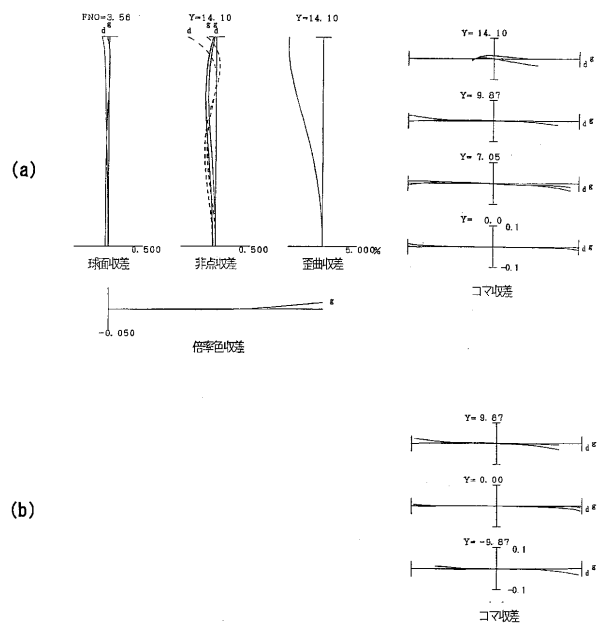 (a)
FNO=3.56
g
d
0.500
球面収差
Y=14.10
g g
d d
0.500
非点収差
Y=14.10
5.000%
歪曲収差
-0.050
g
倍率色収差
Y= 14.10
d g
Y= 9.87
d g
Y= 7.05
d g
Y= 0.0
0.1
d g
-0.1
コマ収差
(b)
Y= 9.87
d g
Y= 0.00
d g
Y= -9.87
0.1
d g
-0.1
コマ収差